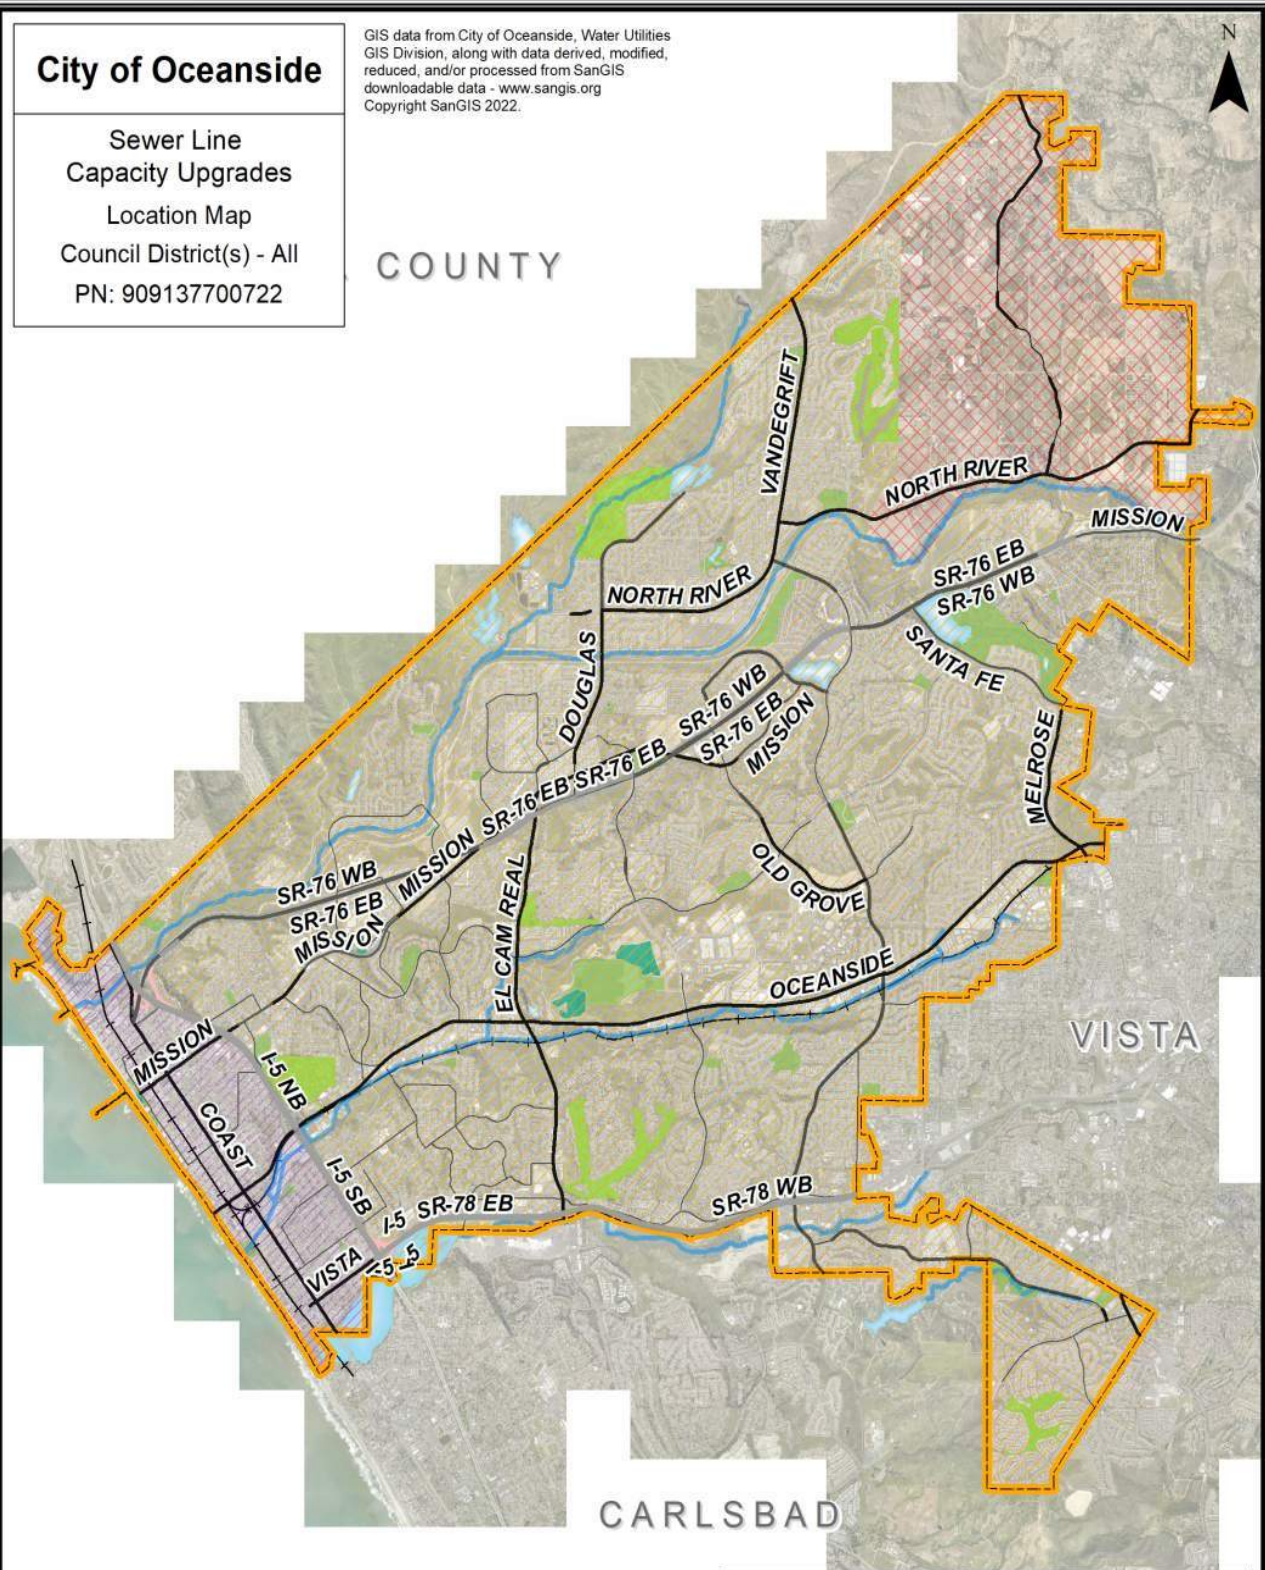 City of Oceanside
Sewer Line
Capacity Upgrades
Location Map
Council District(s) - All
PN: 909137700722
GIS data from City of Oceanside, Water Utilities
GIS Division, along with data derived, modified,
reduced, and/or processed from SanGIS
downloadable data - www.sangis.org
Copyright SanGIS 2022.
N
COUNTY
VANDEGRIFT
NORTH RIVER
MISSION
SR-76 EB
SR-76 WB
NORTH RIVER
DOUGLAS
SANTA FE
SR-76 WB
SR-76 EB
MISSION
MELROSE
SR-76 EB
SR-76 EB
MISSION
OLD GROVE
SR-76 WB
SR-76 EB
MISSION
EL CAM REAL
OCEANSIDE
VISTA
MISSION
I-5 NB
COAST
I-5 SB
I-5
SR-78 EB
SR-78 WB
VISTA
I-5
CARLSBAD